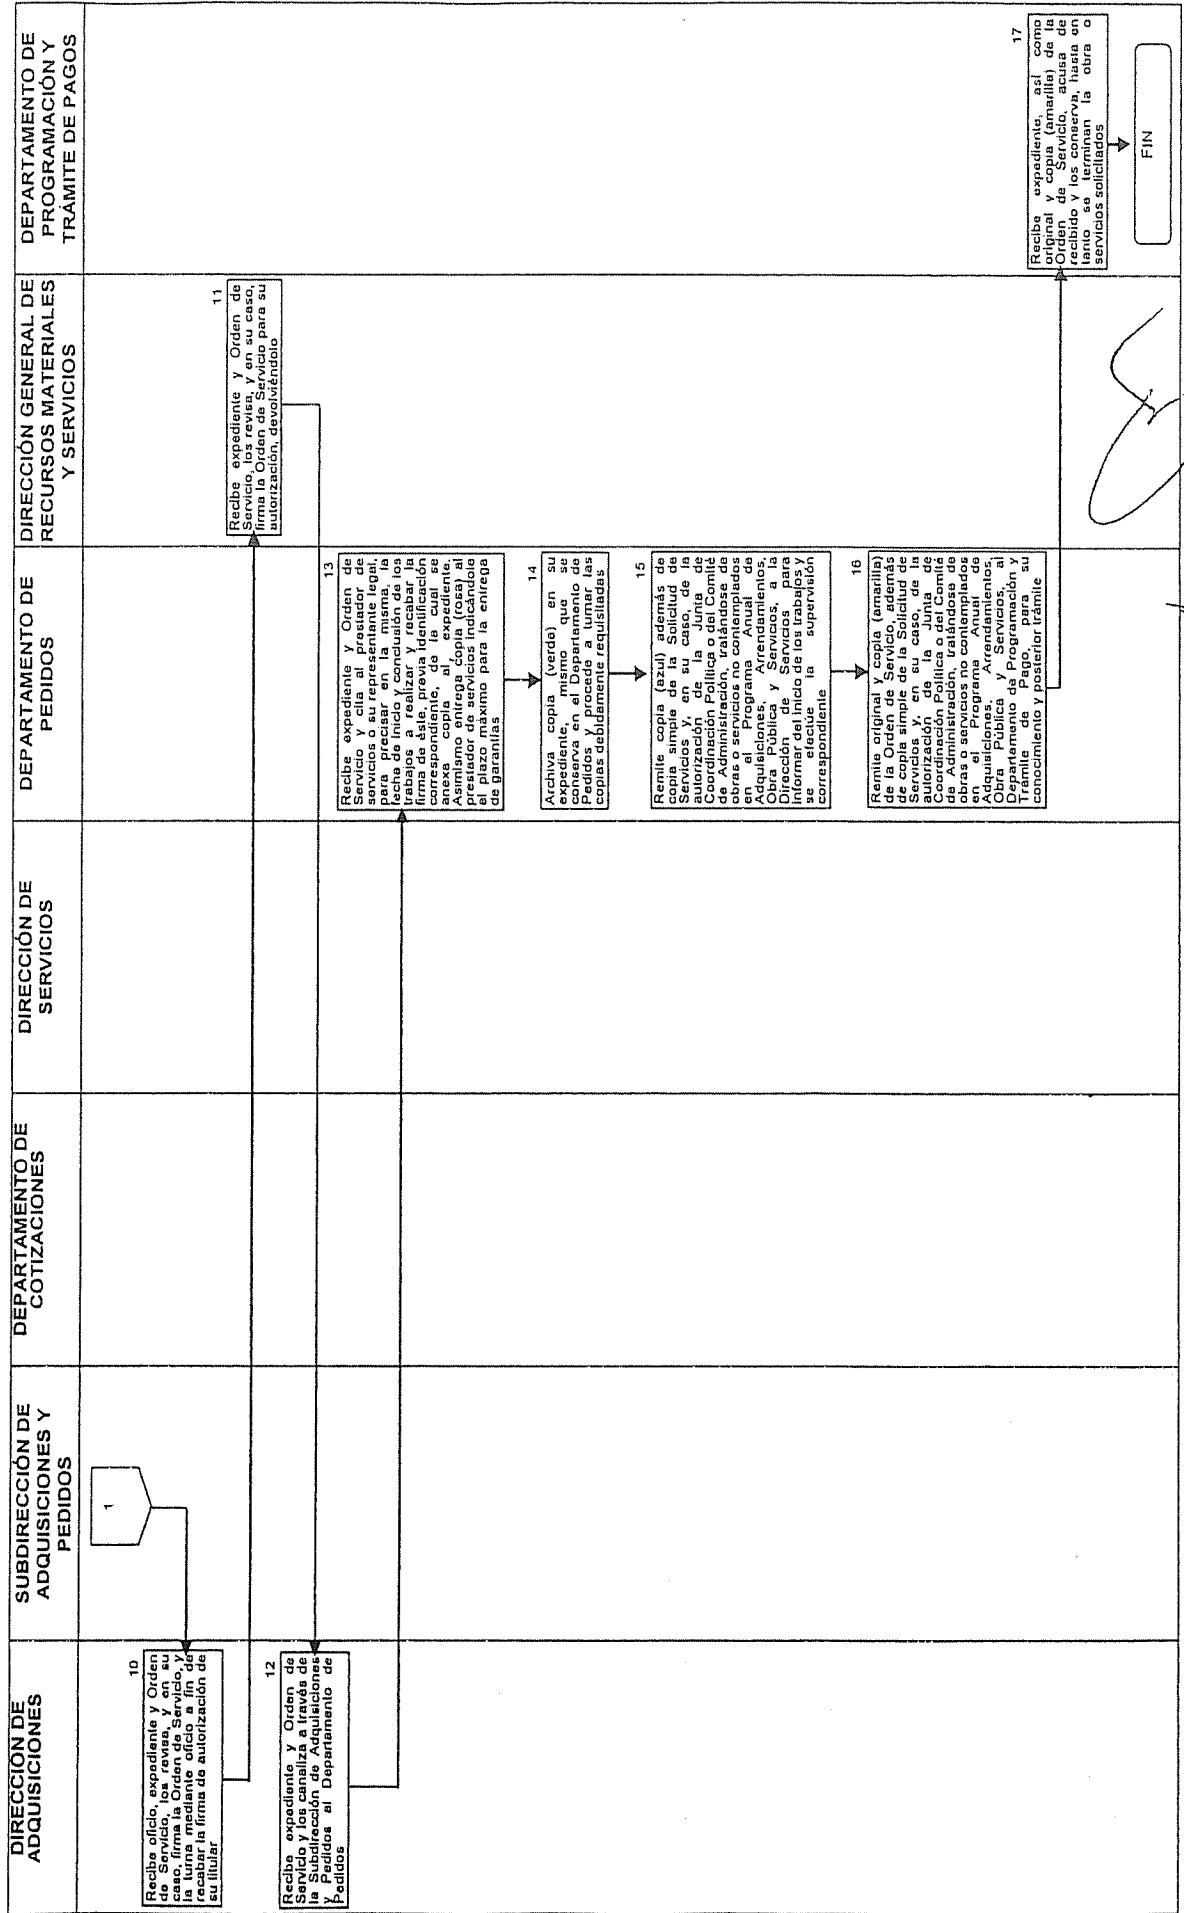 DIRECCIÓN DE
ADQUISICIONES
SUBDIRECCIÓN DE
ADQUISICIONES Y
PEDIDOS
DEPARTAMENTO DE
COTIZACIONES
DIRECCIÓN DE
SERVICIOS
DEPARTAMENTO DE
PEDIDOS
DIRECCIÓN GENERAL DE
RECURSOS MATERIALES
Y SERVICIOS
DEPARTAMENTO DE
PROGRAMACIÓN Y
TRÁMITE DE PAGOS
1
10
Recibe oficio, expediente y Orden
de Servicio, los revisa, y en su
caso, firma la Orden de Servicio, y
la turna mediante oficio a fin de
recabar la firma de autorización de
su titular
11
Recibe expediente y Orden de
Servicio, los revisa, y en su caso,
firma la Orden de Servicio para su
autorización, devolviéndolo
12
Recibe expediente y Orden de
Servicio y los canaliza a través de
la Subdirección de Adquisiciones
y Pedidos al Departamento de
Pedidos
13
Recibe expediente y Orden de
Servicio y cita al prestador de
servicios o su representante legal,
para precisar en la misma, la
fecha de inicio y conclusión de los
trabajos a realizar y recabar la
firma de éste, previa identificación
correspondiente, de la cual se
anexa copia al expediente.
Asimismo entrega copia (rosa) al
prestador de servicios indicándole
el plazo máximo para la entrega
de garantías
14
Archiva copia (verde) en su
expediente, mismo que se
conserva en el Departamento de
Pedidos y procede a turnar las
copias debidamente requisitadas
15
Remite copia (azul) además de
copia simple de la Solicitud de
Servicios y, en su caso, de la
autorización de la Junta de
Coordinación Política o del Comité
de Administración, tratándose de
obras o servicios no contemplados
en el Programa Anual de
Adquisiciones, Arrendamientos,
Obra Pública y Servicios, a la
Dirección de Servicios para
informar del inicio de los trabajos y
se efectúe la supervisión
correspondiente
16
Remite original y copia (amarilla)
de la Orden de Servicio, además
de copia simple de la Solicitud de
Servicios y, en su caso, de la
autorización de la Junta de
Coordinación Política o del Comité
de Administración, tratándose de
obras o servicios no contemplados
en el Programa Anual de
Adquisiciones, Arrendamientos,
Obra Pública y Servicios, al
Departamento de Programación y
Trámite de Pago, para su
conocimiento y posterior trámite
17
Recibe expediente, así como
original y copia (amarilla) de la
Orden de Servicio, acusa de
recibido y los conserva, hasta en
tanto se terminan la obra o
servicios solicitados
FIN